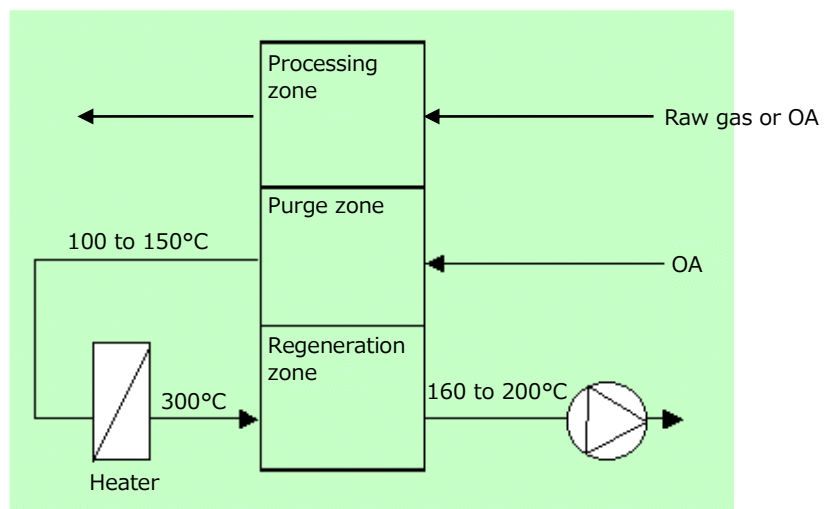 Processing
zone
Raw gas or OA
Purge zone
100 to 150°C
OA
Regeneration
zone
300°C
160 to 200°C
Heater